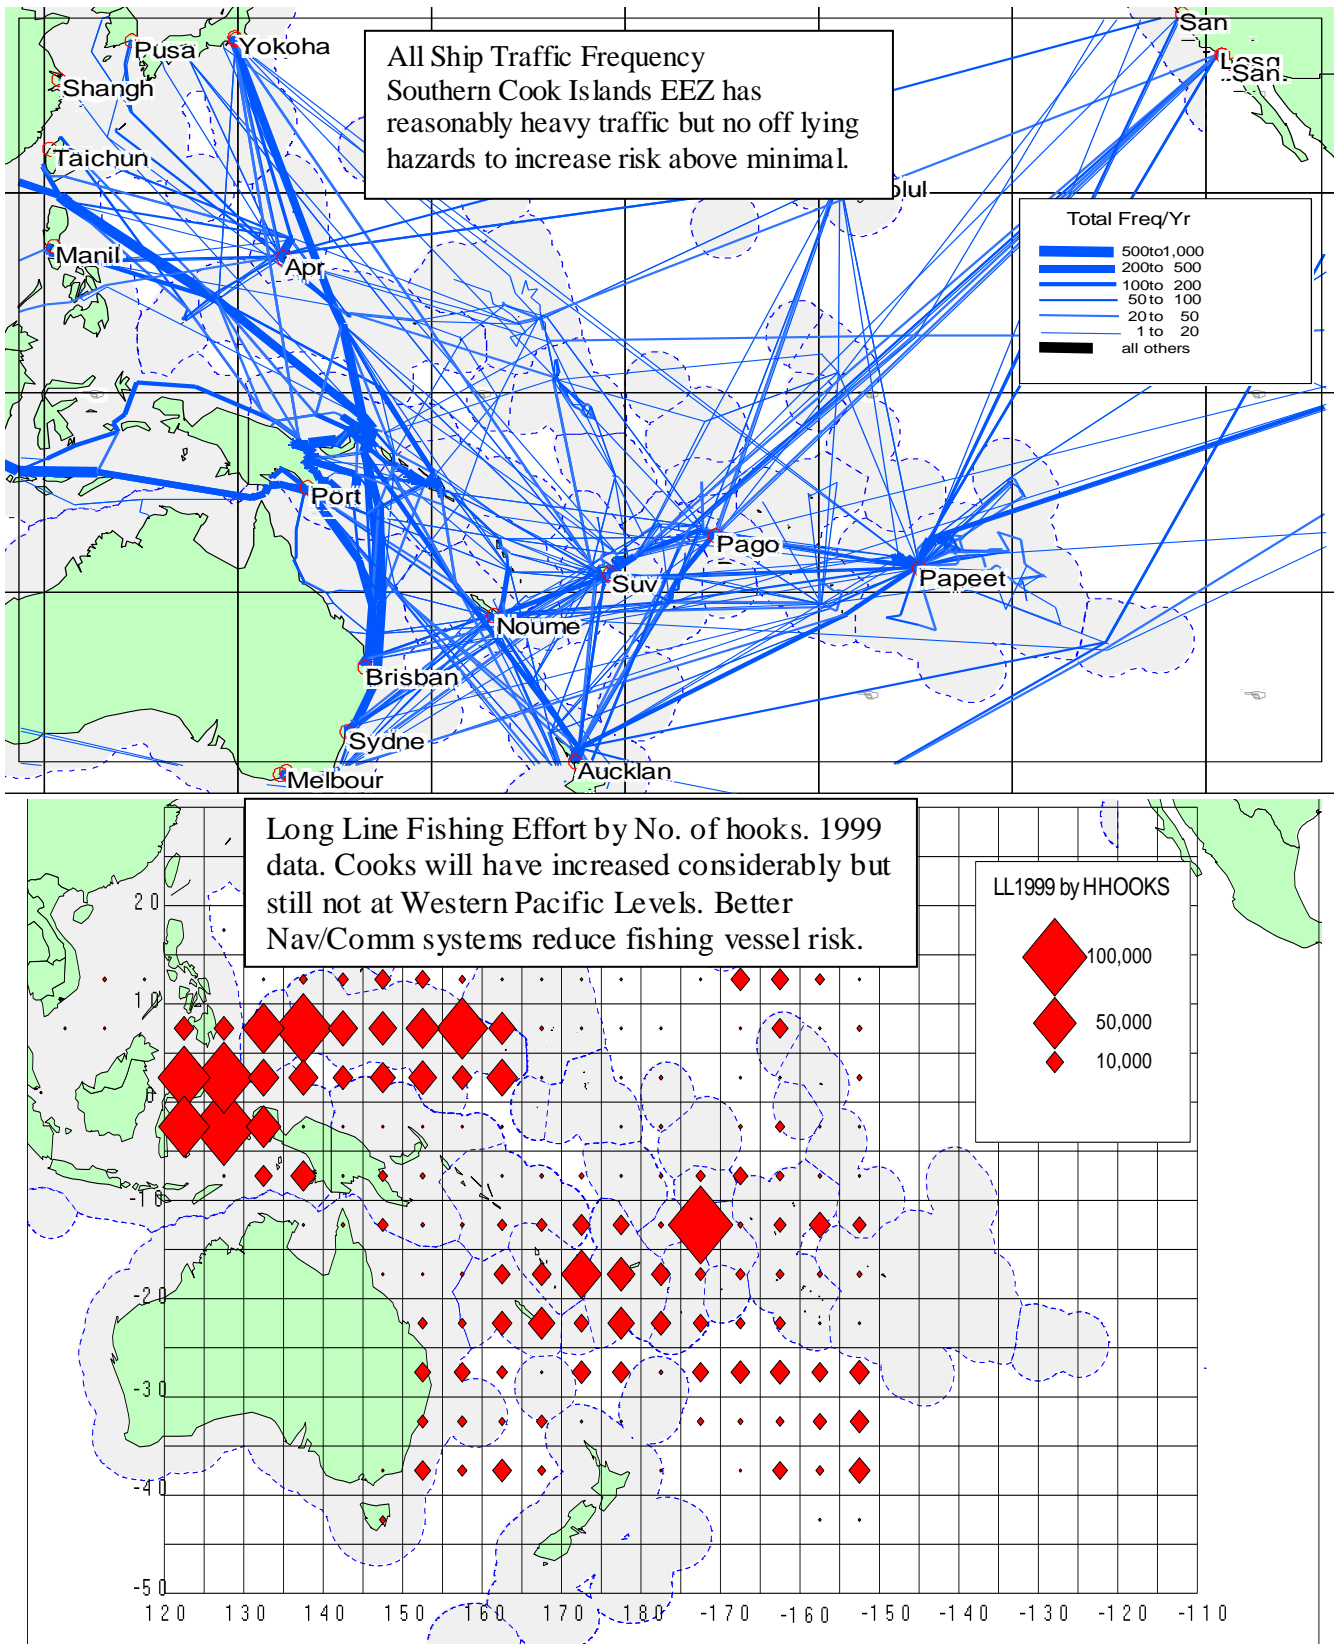 San
Pusa
Yokoha
All Ship Traffic Frequency
Southern Cook Islands EEZ has
reasonably heavy traffic but no off lying
hazards to increase risk above minimal.
San
Shangh
Taichun
olul
Total Freq/Yr
500to1,000
200to 500
100to 200
50 to 100
20 to 50
1 to 20
all others
Manil
Apr
Port
Pago
Suv
Papeet
Noume
Brisban
Sydne
Aucklan
Melbour
Long Line Fishing Effort by No. of hooks. 1999
data. Cooks will have increased considerably but
still not at Western Pacific Levels. Better
Nav/Comm systems reduce fishing vessel risk.
LL1999 by HHOOKS
100,000
50,000
10,000
20
10
0
-10
-20
-30
-40
-50
120 130 140 150 160 170 180 -170 -160 -150 -140 -130 -120 -110